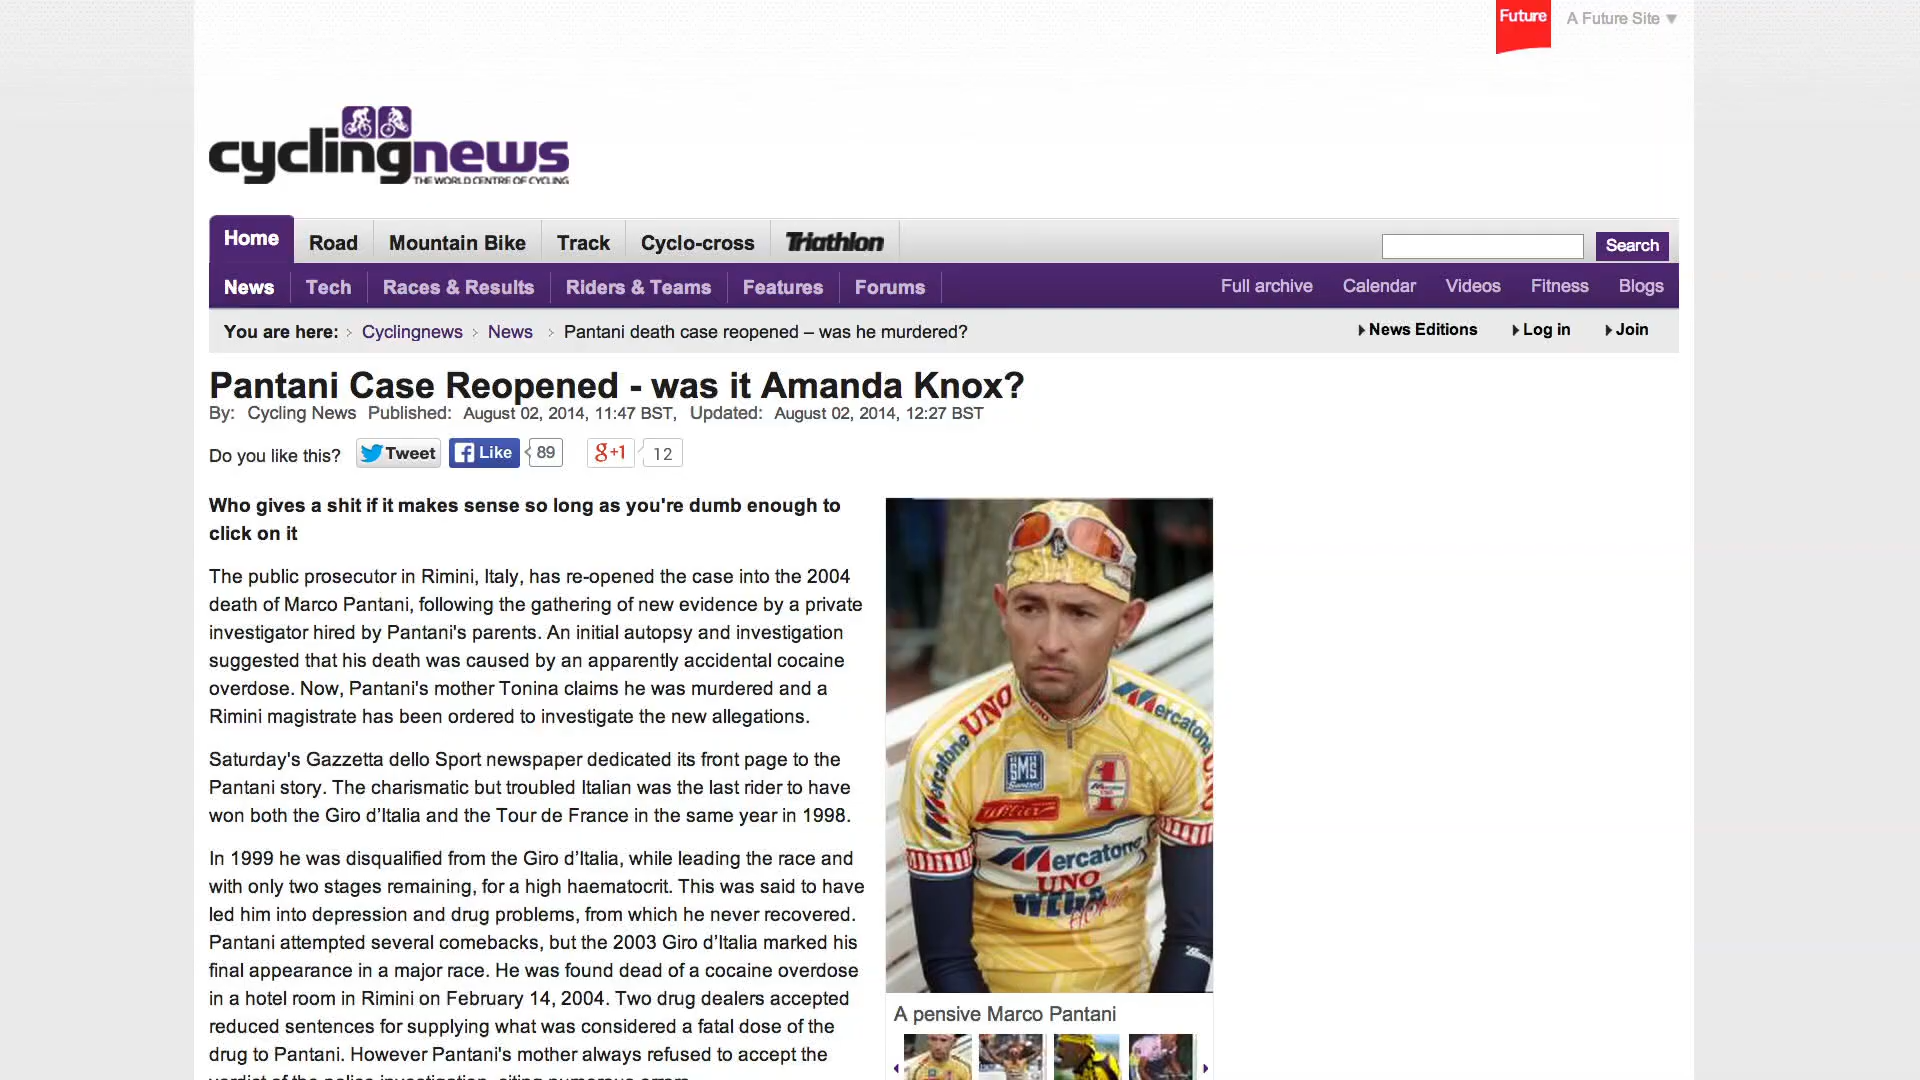 Future
A Future Site ▼
cyclingnews
THE WORLD CENTRE OF CYCLING
Home Road Mountain Bike Track Cyclo-cross Triathlon Search
News Tech Races & Results Riders & Teams Features Forums Full archive Calendar Videos Fitness Blogs
You are here: Cyclingnews News Pantani death case reopened – was he murdered? News Editions Log in Join
Pantani Case Reopened - was it Amanda Knox?
By: Cycling News Published: August 02, 2014, 11:47 BST, Updated: August 02, 2014, 12:27 BST
Do you like this? Tweet Like 89 g+1 12
Who gives a shit if it makes sense so long as you're dumb enough to
click on it
The public prosecutor in Rimini, Italy, has re-opened the case into the 2004
death of Marco Pantani, following the gathering of new evidence by a private
investigator hired by Pantani's parents. An initial autopsy and investigation
suggested that his death was caused by an apparently accidental cocaine
overdose. Now, Pantani's mother Tonina claims he was murdered and a
Rimini magistrate has been ordered to investigate the new allegations.
Saturday's Gazzetta dello Sport newspaper dedicated its front page to the
Pantani story. The charismatic but troubled Italian was the last rider to have
won both the Giro d’Italia and the Tour de France in the same year in 1998.
In 1999 he was disqualified from the Giro d’Italia, while leading the race and
with only two stages remaining, for a high haematocrit. This was said to have
led him into depression and drug problems, from which he never recovered.
Pantani attempted several comebacks, but the 2003 Giro d’Italia marked his
final appearance in a major race. He was found dead of a cocaine overdose
in a hotel room in Rimini on February 14, 2004. Two drug dealers accepted
reduced sentences for supplying what was considered a fatal dose of the
drug to Pantani. However Pantani's mother always refused to accept the
Mercatone UNO
Mercatone
SMS
1
Mercatone
UNO
A pensive Marco Pantani